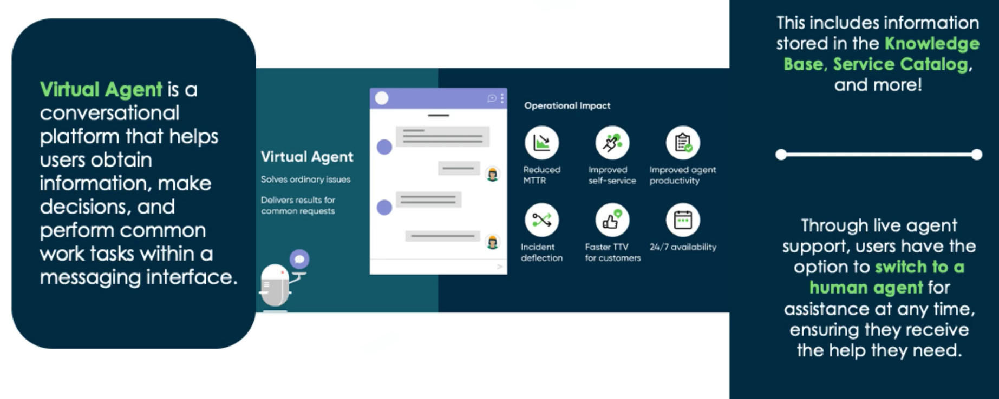 Virtual Agent is a
conversational
platform that helps
users obtain
information, make
decisions, and
perform common
work tasks within a
messaging interface.
Virtual Agent
Solves ordinary issues
Delivers results for
common requests
Operational Impact
Reduced
MTTR
Improved
self-service
Improved agent
productivity
Incident
deflection
Faster TTV
for customers
24/7 availability
This includes information
stored in the Knowledge
Base, Service Catalog,
and more!
Through live agent
support, users have the
option to switch to a
human agent for
assistance at any time,
ensuring they receive
the help they need.